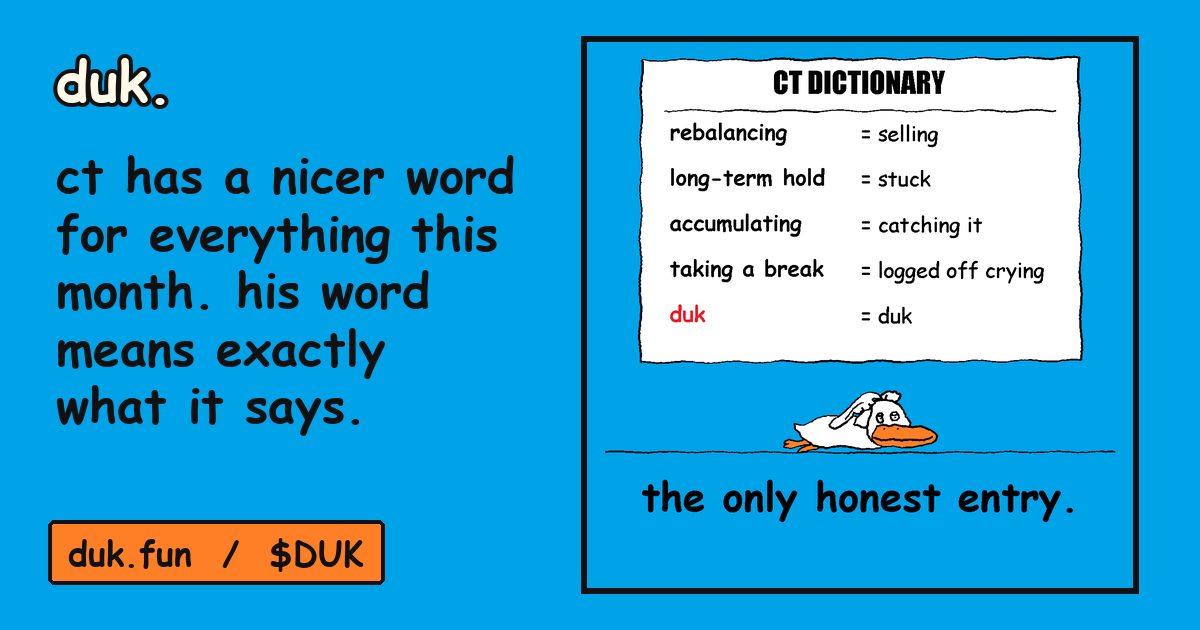 duk.
ct has a nicer word
for everything this
month. his word
means exactly
what it says.
duk.fun / $DUK
CT DICTIONARY
rebalancing = selling
long-term hold = stuck
accumulating = catching it
taking a break = logged off crying
duk = duk
the only honest entry.